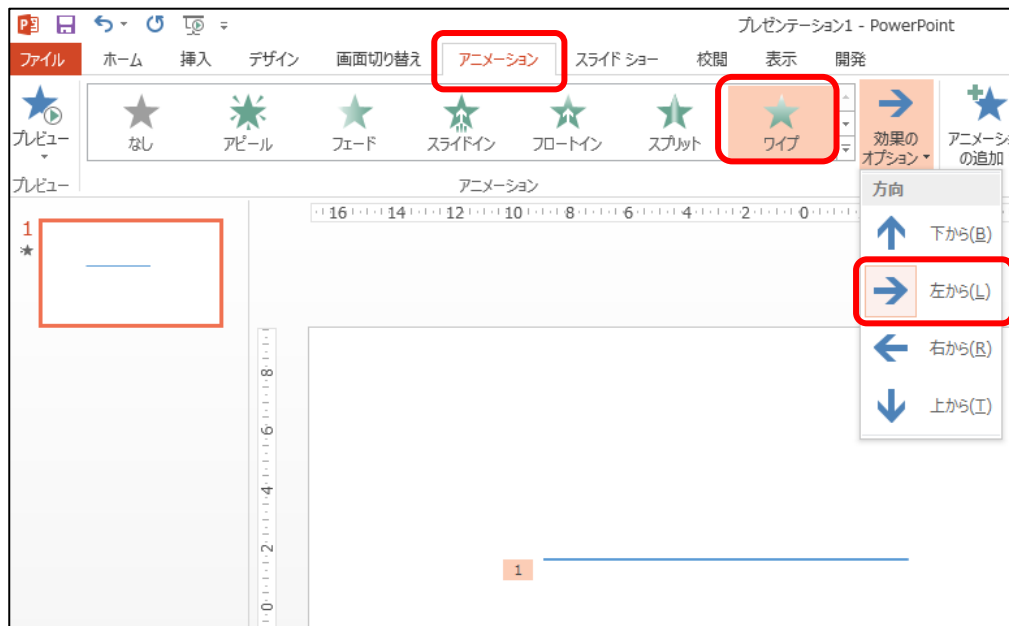 プレゼンテーション1 - PowerPoint
ファイル ホーム 挿入 デザイン 画面切り替え アニメーション スライド ショー 校閲 表示 開発
プレビュー なし アピール フェード スライドイン フロートイン スプリット ワイプ 効果の オプション アニメーシ の追加
プレビュー アニメーション
方向
下から(B)
左から(L)
右から(R)
上から(T)
16 14 12 10 8 6 4 2 0
1
8
6
4
2
0
1